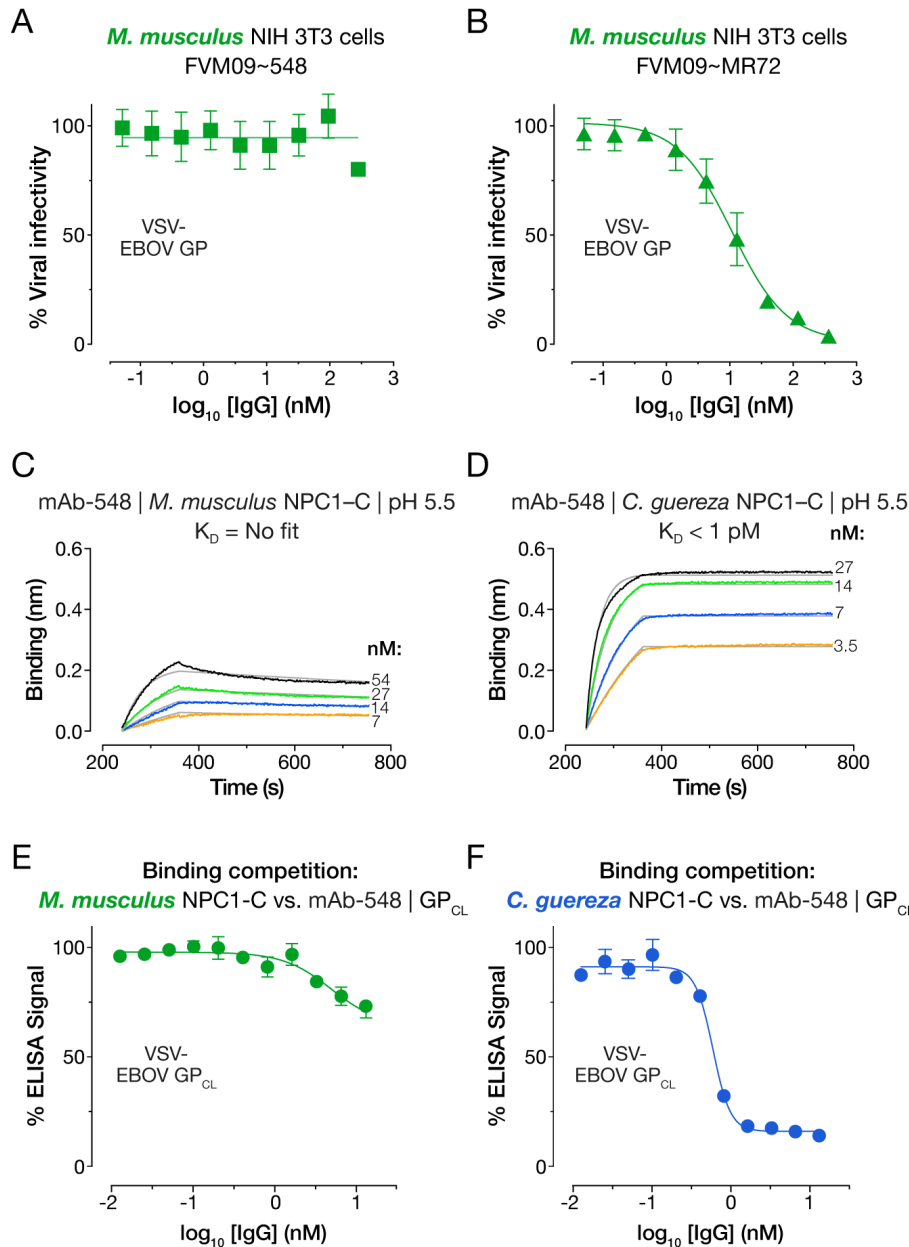 A
M. musculus NIH 3T3 cells
FVM09~548
100
50
0
% Viral infectivity
VSV-
EBOV GP
-1 0 1 2 3
log10 [IgG] (nM)
B
M. musculus NIH 3T3 cells
FVM09~MR72
100
50
0
% Viral infectivity
VSV-
EBOV GP
-1 0 1 2 3
log10 [IgG] (nM)
C
mAb-548 | M. musculus NPC1–C | pH 5.5
KD = No fit
0.6
0.4
0.2
0.0
Binding (nm)
nM:
54
27
14
7
200 400 600 800
Time (s)
D
mAb-548 | C. guereza NPC1–C | pH 5.5
KD < 1 pM
nM:
0.6
0.4
0.2
0.0
Binding (nm)
27
14
7
3.5
200 400 600 800
Time (s)
E
Binding competition:
M. musculus NPC1-C vs. mAb-548 | GPCL
100
50
0
% ELISA Signal
VSV-
EBOV GPCL
-2 -1 0 1
log10 [IgG] (nM)
F
Binding competition:
C. guereza NPC1-C vs. mAb-548 | GPCL
100
50
0
% ELISA Signal
VSV-
EBOV GPCL
-2 -1 0 1
log10 [IgG] (nM)